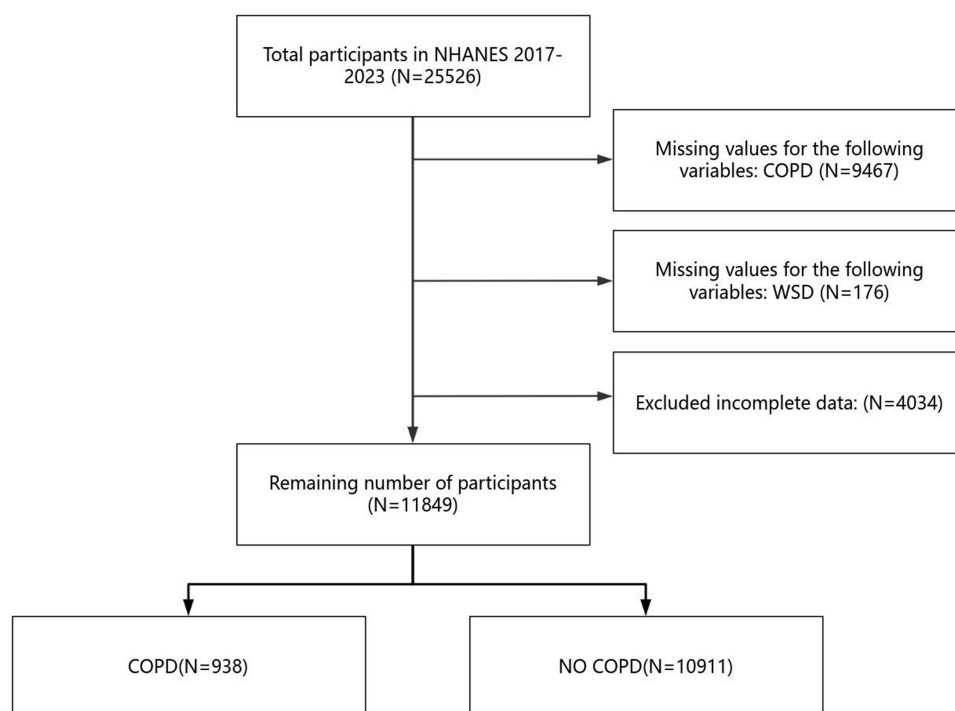 Total participants in NHANES 2017-
2023 (N=25526)
Missing values for the following
variables: COPD (N=9467)
Missing values for the following
variables: WSD (N=176)
Excluded incomplete data: (N=4034)
Remaining number of participants
(N=11849)
COPD(N=938)
NO COPD(N=10911)